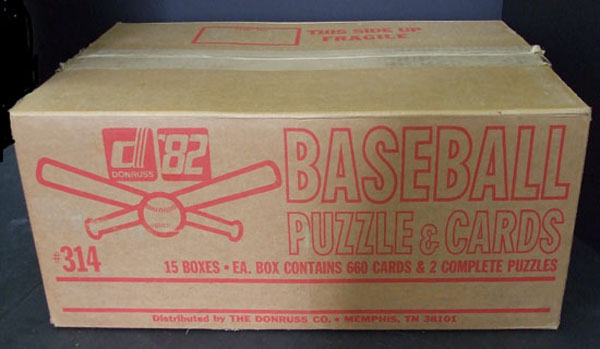 THIS SIDE UP
FRAGILE
d '82
DONRUSS
BASEBALL
PUZZLE & CARDS
#314
15 BOXES • EA. BOX CONTAINS 660 CARDS & 2 COMPLETE PUZZLES
Distributed by THE DONRUSS CO. • MEMPHIS, TN 38101